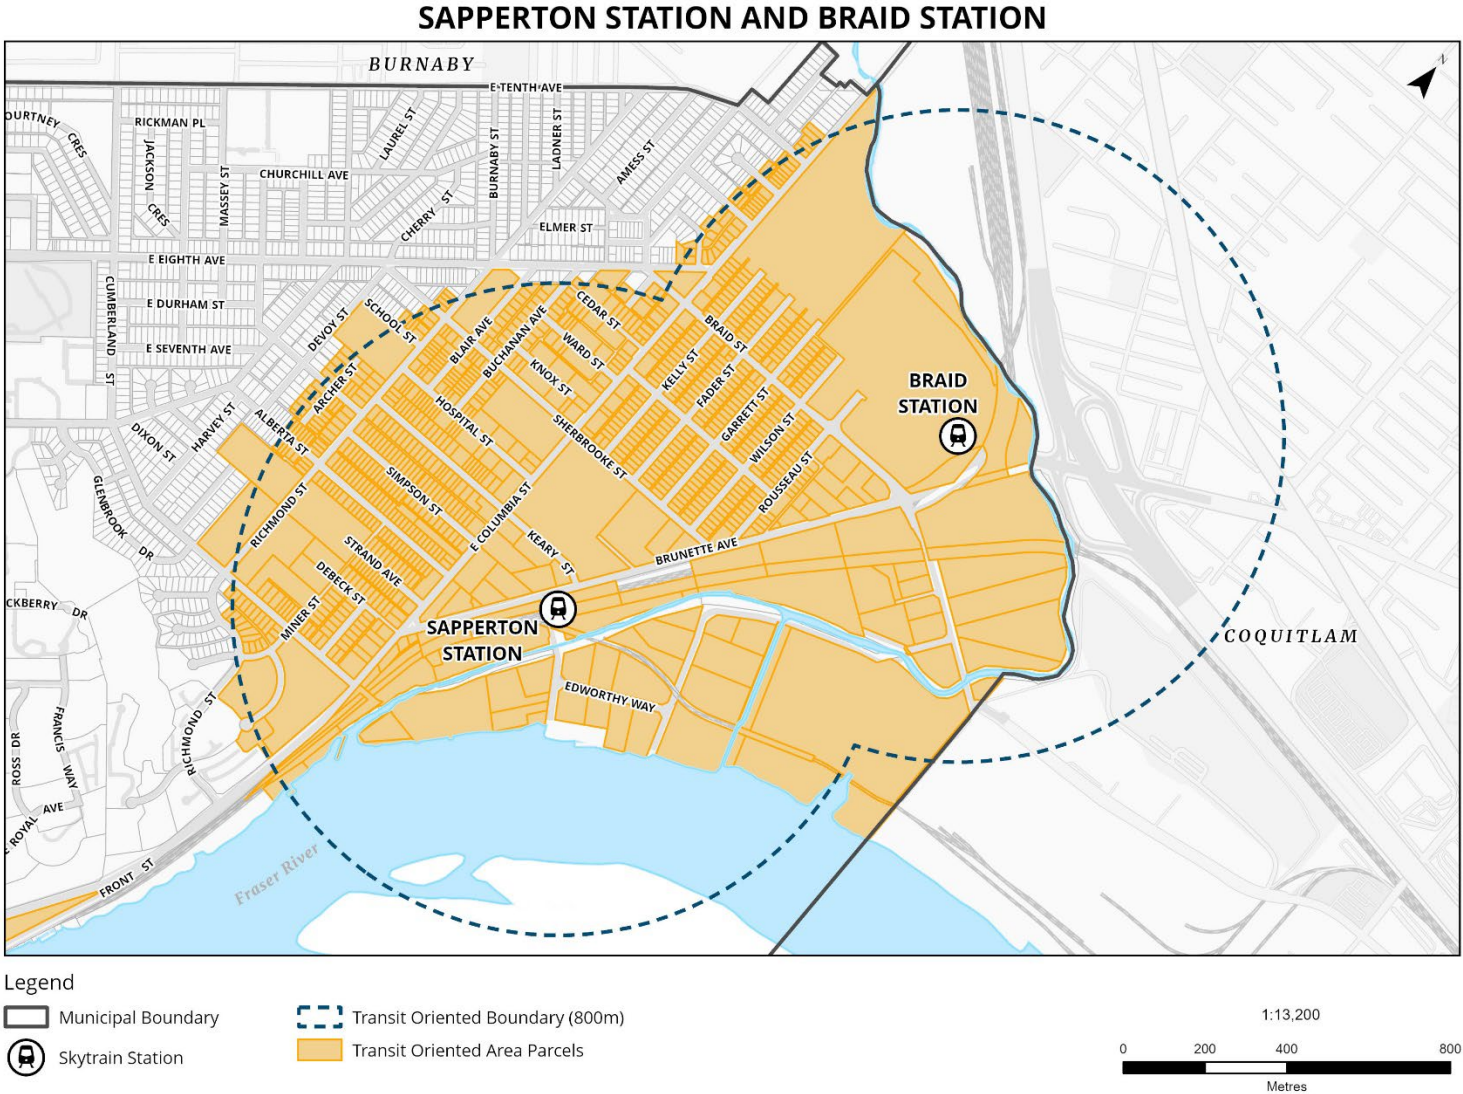 SAPPERTON STATION AND BRAID STATION
BURNABY
N
E TENTH AVE
OURTNEY CRES
RICKMAN PL
JACKSON CRES
MASSEY ST
CHURCHILL AVE
LAUREL ST
CHERRY ST
BURNABY ST
LADNER ST
AMESS ST
ELMER ST
E EIGHTH AVE
CUMBERLAND ST
E DURHAM ST
E SEVENTH AVE
DEVOY ST
SCHOOL ST
BLAIR AVE
BUCHANAN AVE
CEDAR ST
WARD ST
KNOX ST
BRAID ST
KELLY ST
FADER ST
GARRETT ST
WILSON ST
ROUSSEAU ST
BRAID
STATION
ARCHER ST
ALBERTA ST
HARVEY ST
DIXON ST
HOSPITAL ST
SHERBROOKE ST
SIMPSON ST
RICHMOND ST
E COLUMBIA ST
GLENBROOK DR
KEARY ST
BRUNETTE AVE
STRAND AVE
DEBECK ST
MINER ST
CKBERRY DR
SAPPERTON
STATION
COQUITLAM
EDWORTHY WAY
RICHMOND ST
ROSS DR
FRANCIS WAY
E ROYAL AVE
FRONT ST
Fraser River
Legend
Municipal Boundary
Skytrain Station
Transit Oriented Boundary (800m)
Transit Oriented Area Parcels
1:13,200
0 200 400 800
Metres